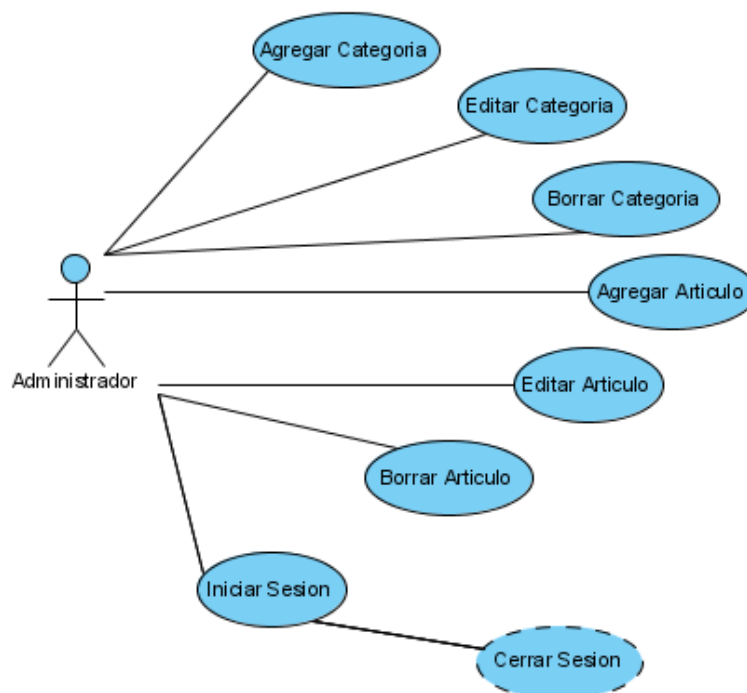 Agregar Categoria
Editar Categoria
Borrar Categoria
Agregar Articulo
Administrador
Editar Articulo
Borrar Articulo
Iniciar Sesion
Cerrar Sesion